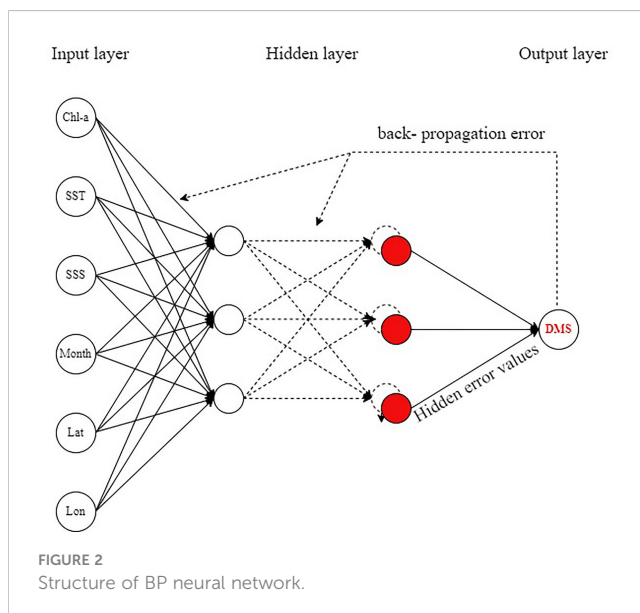 Input layer
Hidden layer
Output layer
Chl-a
back- propagation error
SST
SSS
Month
DMS
Hidden error values
Lat
Lon
FIGURE 2
Structure of BP neural network.